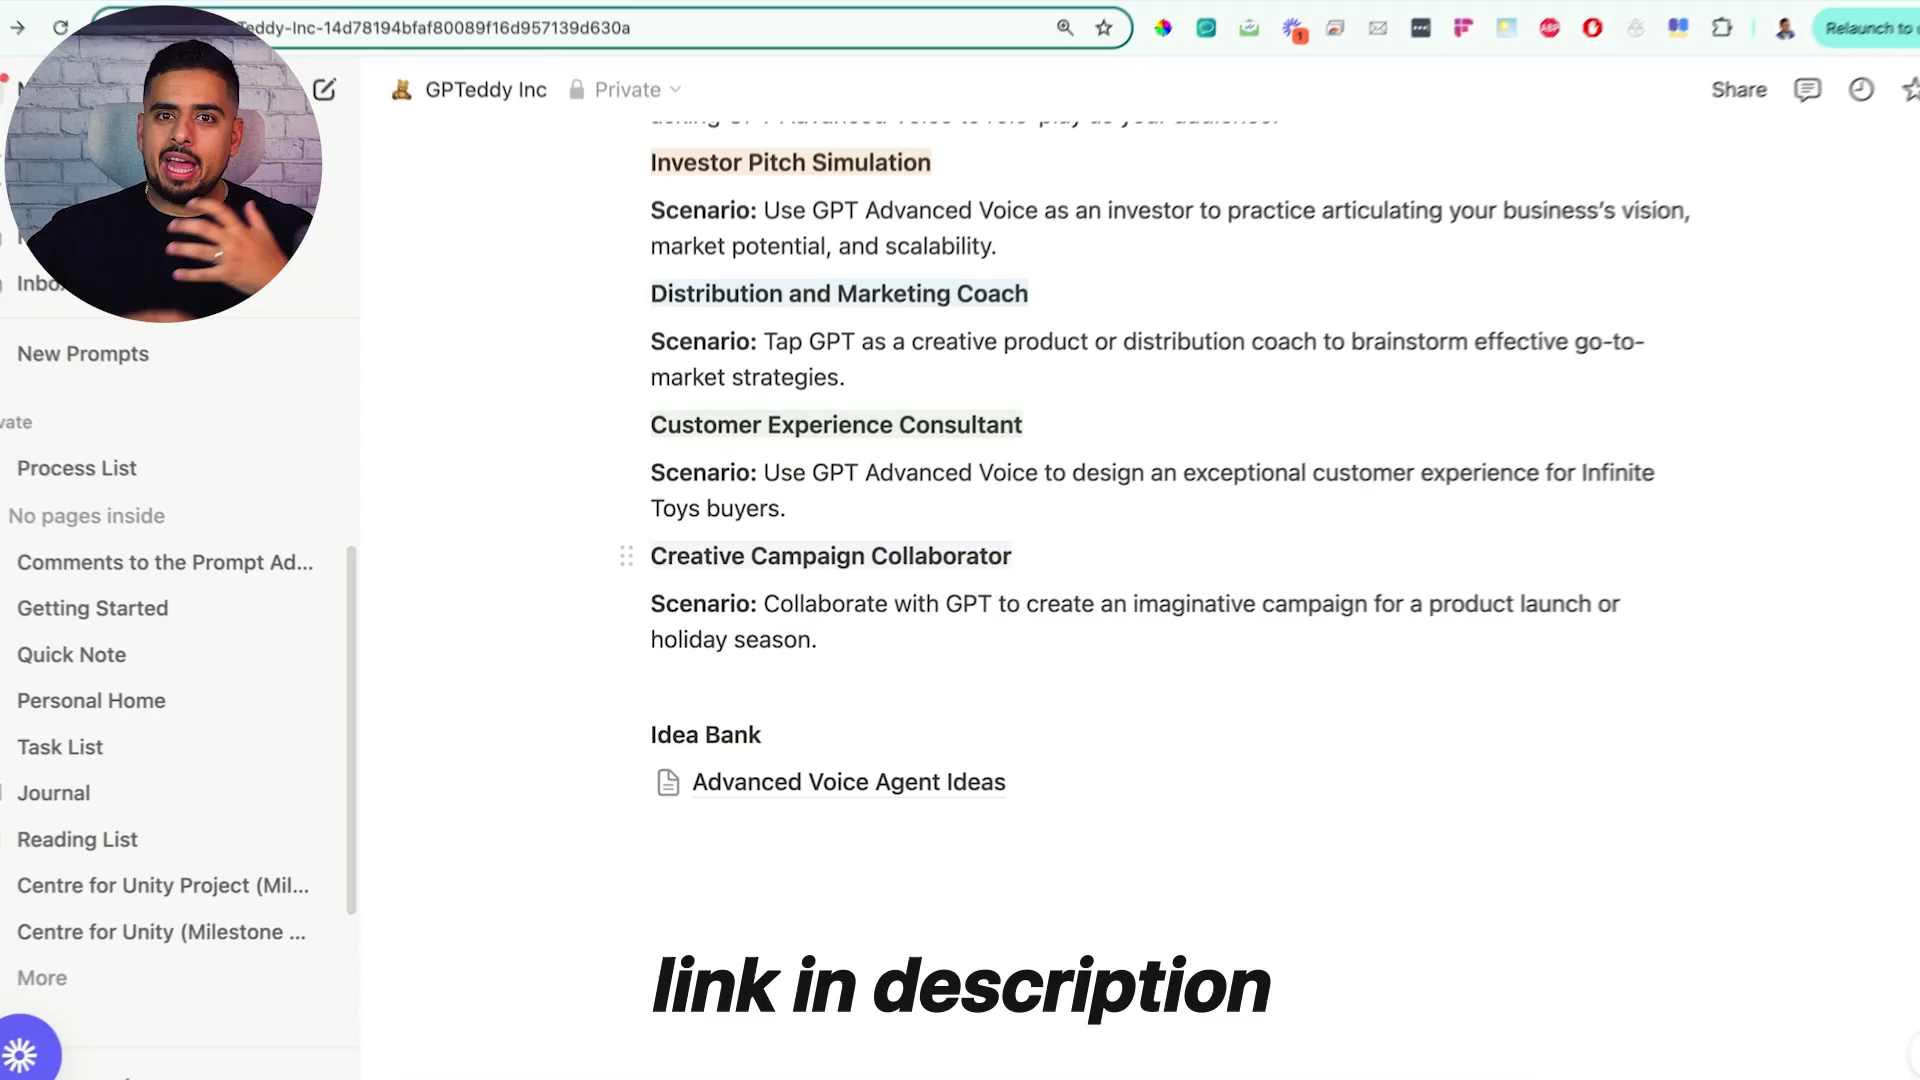 Teddy-Inc-14d78194bfaf80089f16d957139d630a
Relaunch to
GPTeddy Inc Private
Share
Investor Pitch Simulation
Scenario: Use GPT Advanced Voice as an investor to practice articulating your business's vision,
market potential, and scalability.
Distribution and Marketing Coach
Scenario: Tap GPT as a creative product or distribution coach to brainstorm effective go-to-
market strategies.
Customer Experience Consultant
Scenario: Use GPT Advanced Voice to design an exceptional customer experience for Infinite
Toys buyers.
Creative Campaign Collaborator
Scenario: Collaborate with GPT to create an imaginative campaign for a product launch or
holiday season.
Idea Bank
Advanced Voice Agent Ideas
Inbo
New Prompts
vate
Process List
No pages inside
Comments to the Prompt Ad...
Getting Started
Quick Note
Personal Home
Task List
Journal
Reading List
Centre for Unity Project (Mil...
Centre for Unity (Milestone ...
More
link in description